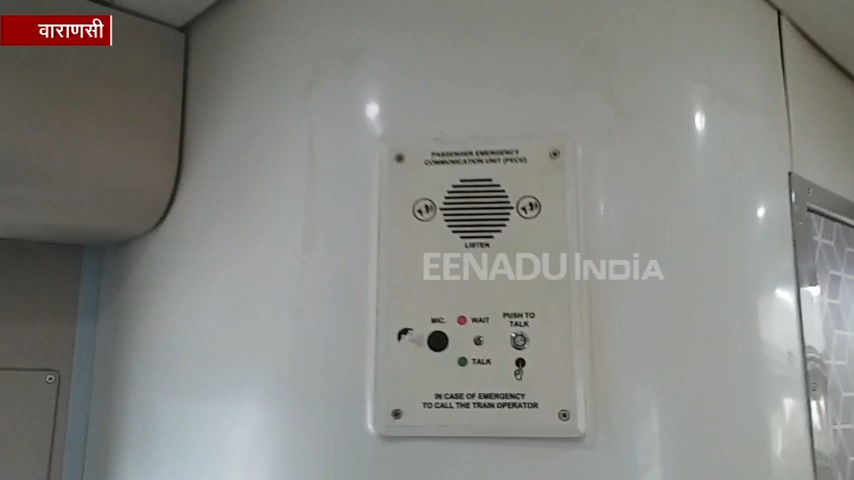 वाराणसी
PASSENGER EMERGENCY
COMMUNICATION UNIT (PECU)
LISTEN
EENADU INDIA
MIC.
WAIT
PUSH TO
TALK
TALK
IN CASE OF EMERGENCY
TO CALL THE TRAIN OPERATOR